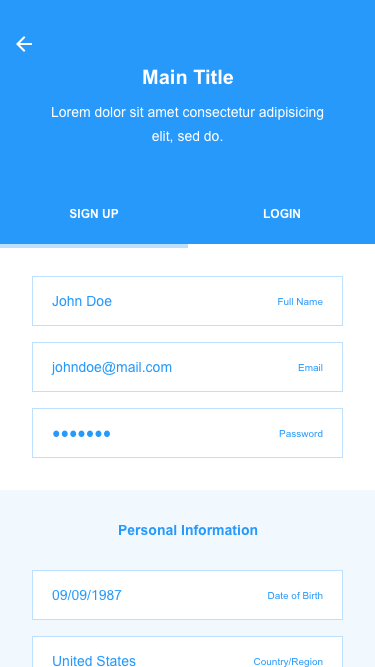 Main Title
Lorem dolor sit amet consectetur adipisicing
elit, sed do.
SIGN UP LOGIN
John Doe Full Name
johndoe@mail.com Email
●●●●●●● Password
Personal Information
09/09/1987 Date of Birth
United States Country/Region